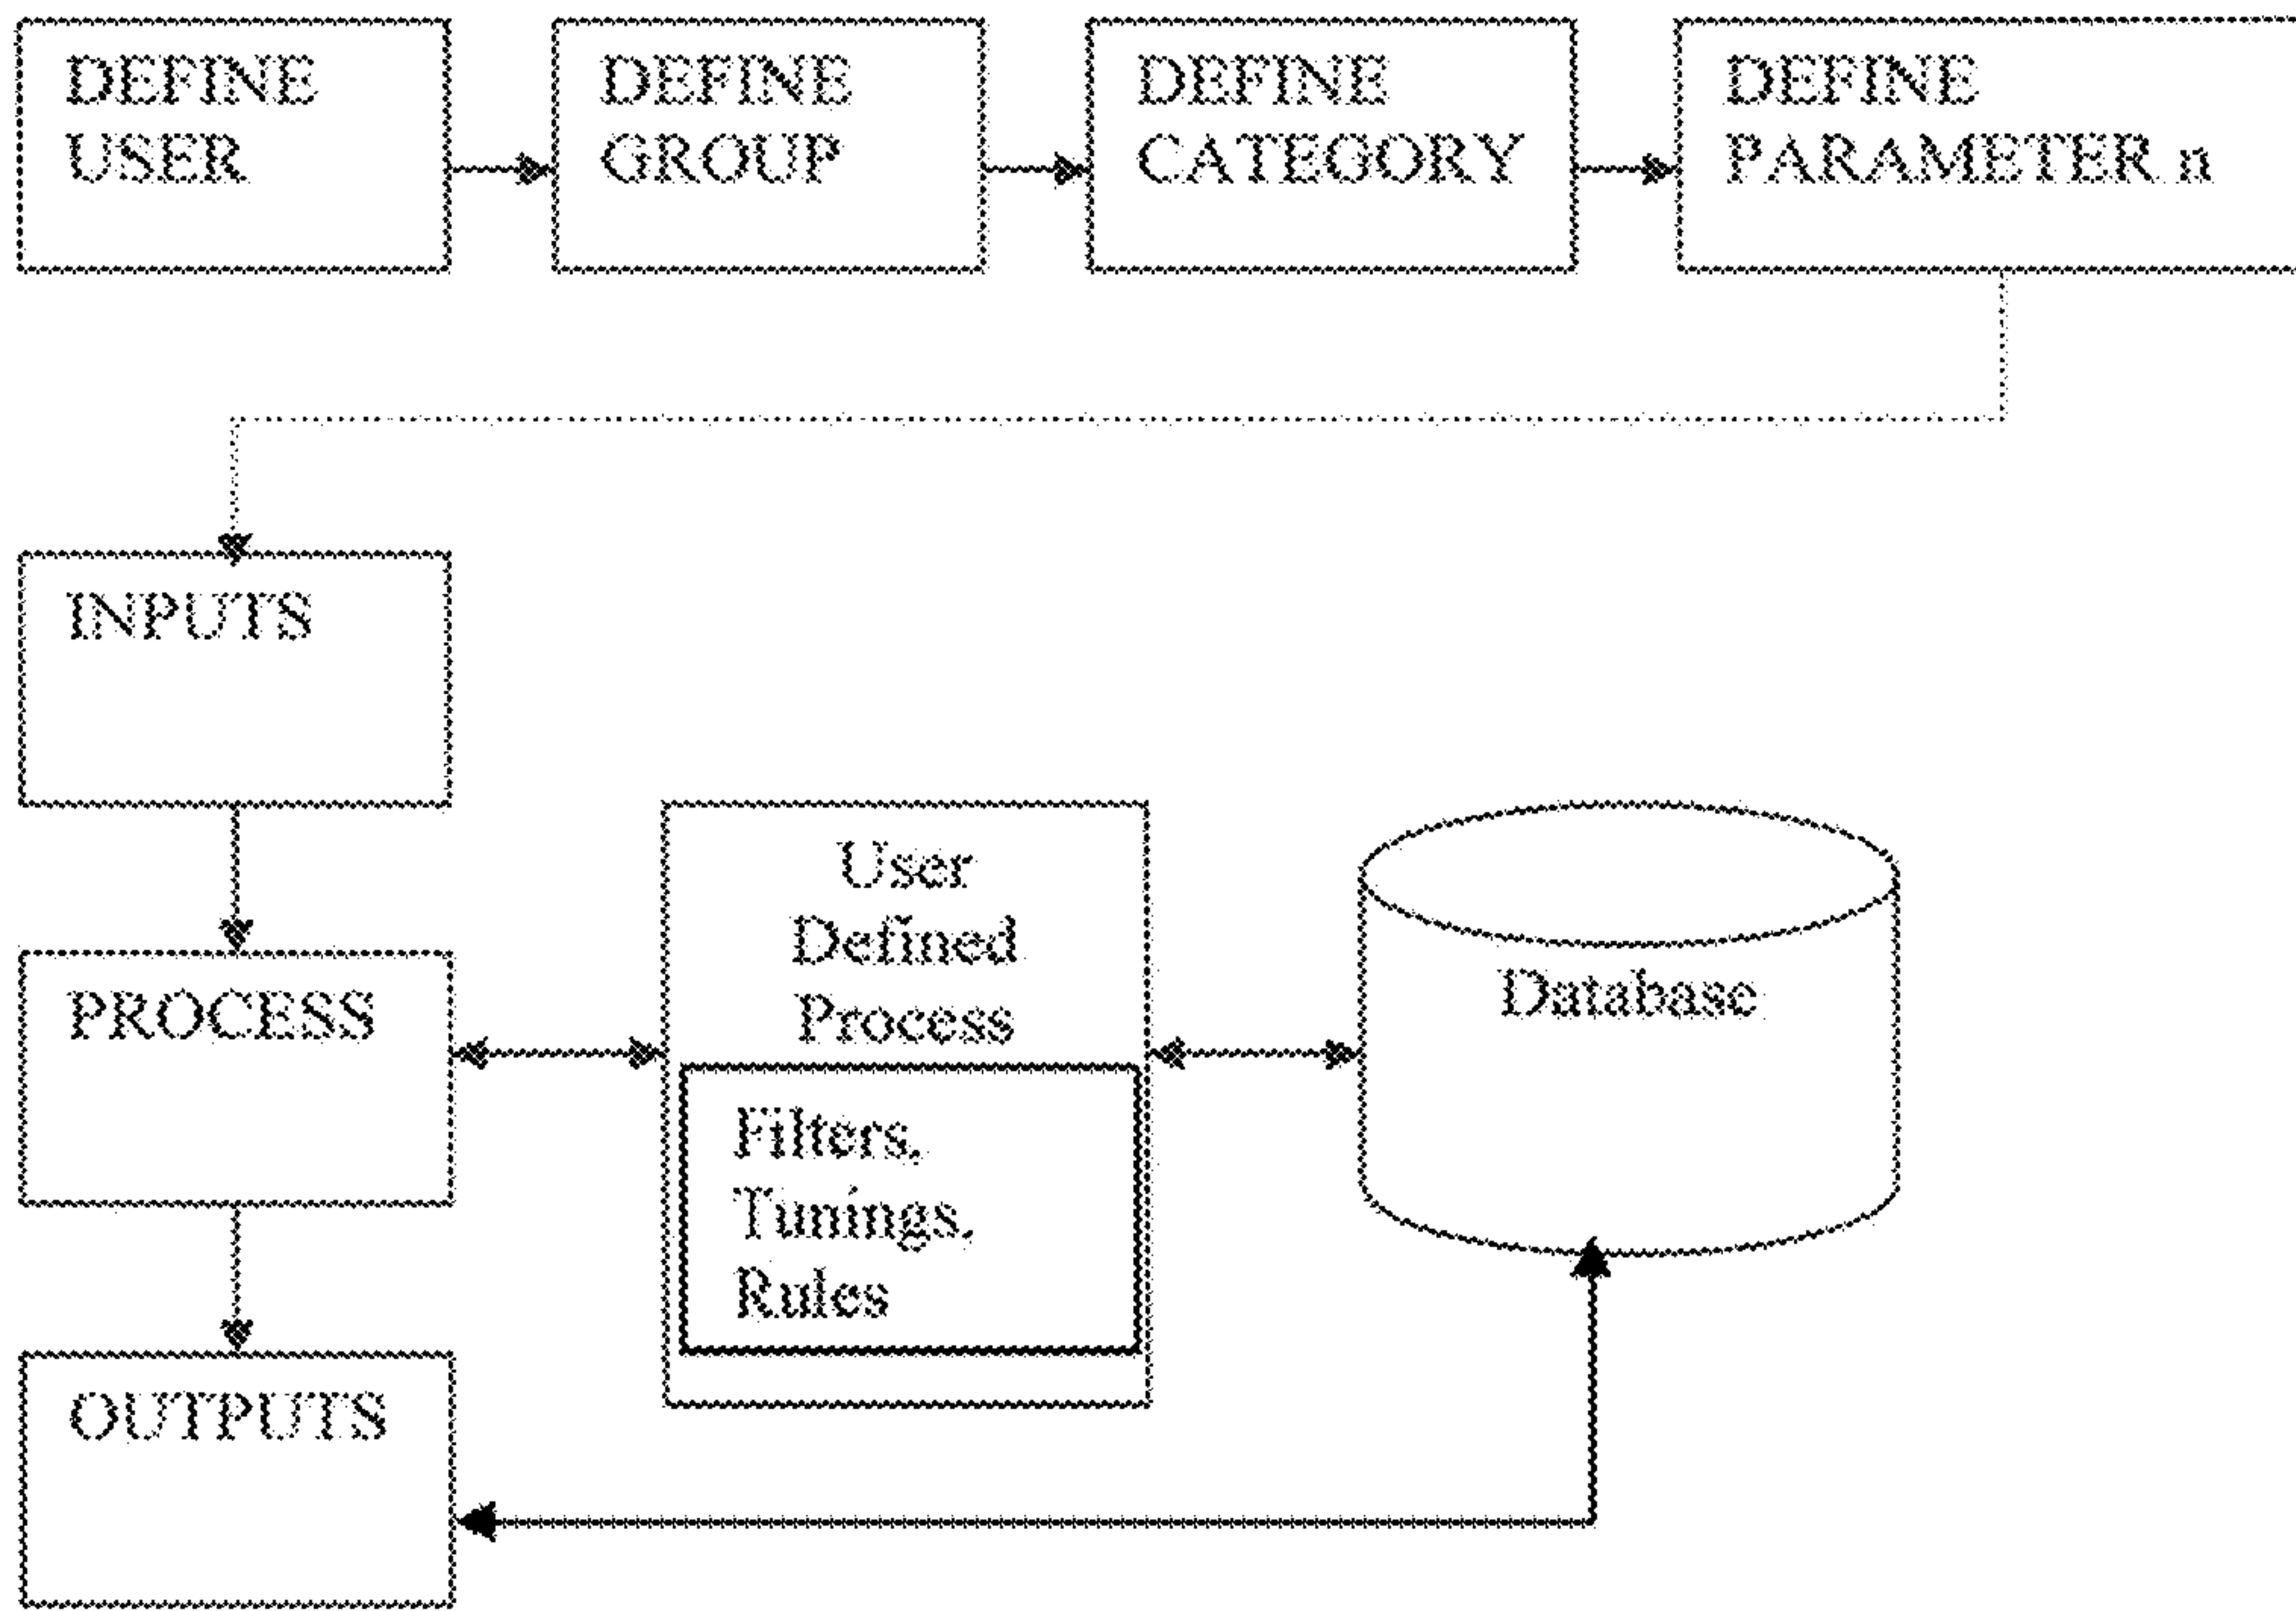 DEFINE
USER
DEFINE
GROUP
DEFINE
CATEGORY
DEFINE
PARAMETER n
INPUTS
PROCESS
User
Defined
Process
Filters,
Tunings,
Rules
Database
OUTPUTS